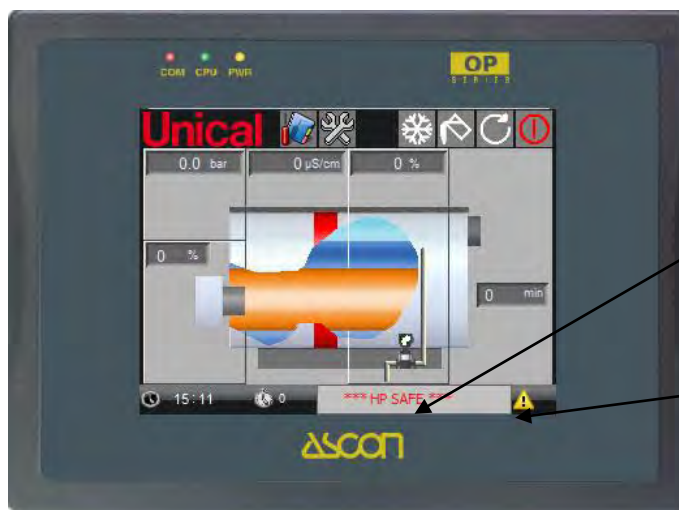 COM CPU PWR
OP
SERIES
Unical
0.0 bar
0 µS/cm
0 %
0 %
0 min
15:11
0
*** HP SAFE ***
ASCON